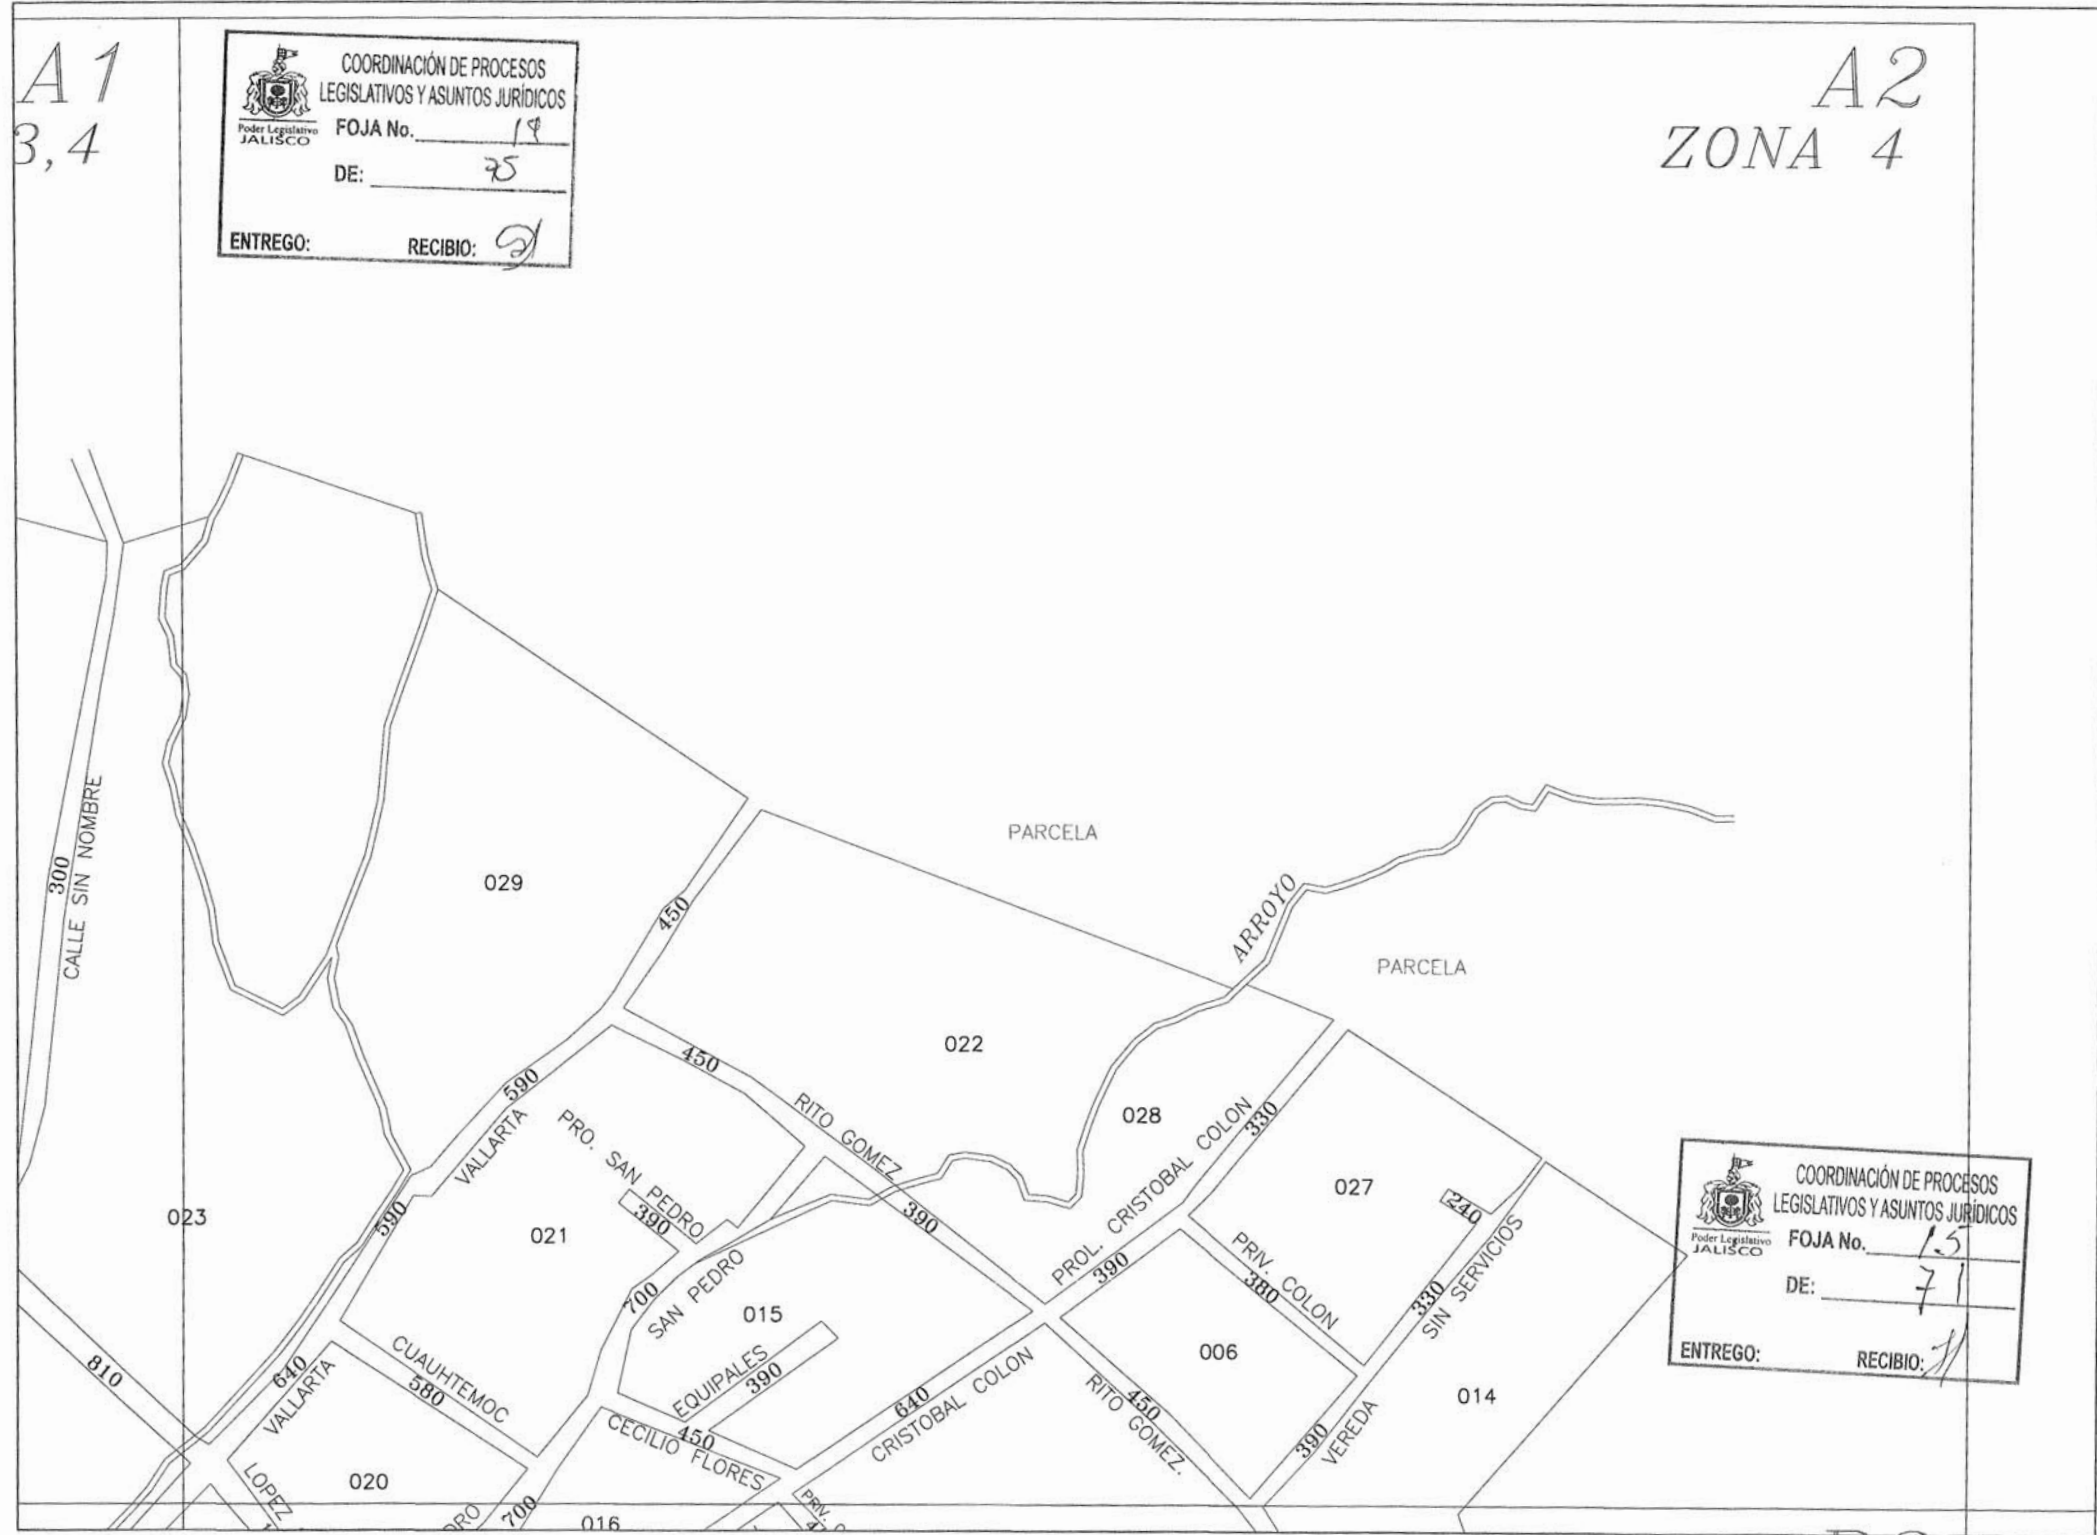 A1
3,4
COORDINACIÓN DE PROCESOS
LEGISLATIVOS Y ASUNTOS JURÍDICOS
Poder Legislativo
JALISCO
FOJA No.
DE: 75
ENTREGO: RECIBIO:
A2
ZONA 4
300
CALLE SIN NOMBRE
029
450
PARCELA
ARROYO
PARCELA
022
450
590
VALLARTA
PRO. SAN PEDRO
390
RITO GOMEZ
390
028
PROL. CRISTOBAL COLON
330
390
027
240
PRIV. COLON
380
330
SIN SERVICIOS
COORDINACIÓN DE PROCESOS
LEGISLATIVOS Y ASUNTOS JURÍDICOS
Poder Legislativo
JALISCO
FOJA No. 15
DE: 71
ENTREGO: RECIBIO:
023
590
021
700
SAN PEDRO
015
EQUIPALES
390
006
014
810
640
VALLARTA
CUAUHTEMOC
580
CECILIO FLORES
450
640
CRISTOBAL COLON
RITO GOMEZ.
450
390
VEREDA
020
LOPEZ
DRO
700
016
PRIV.